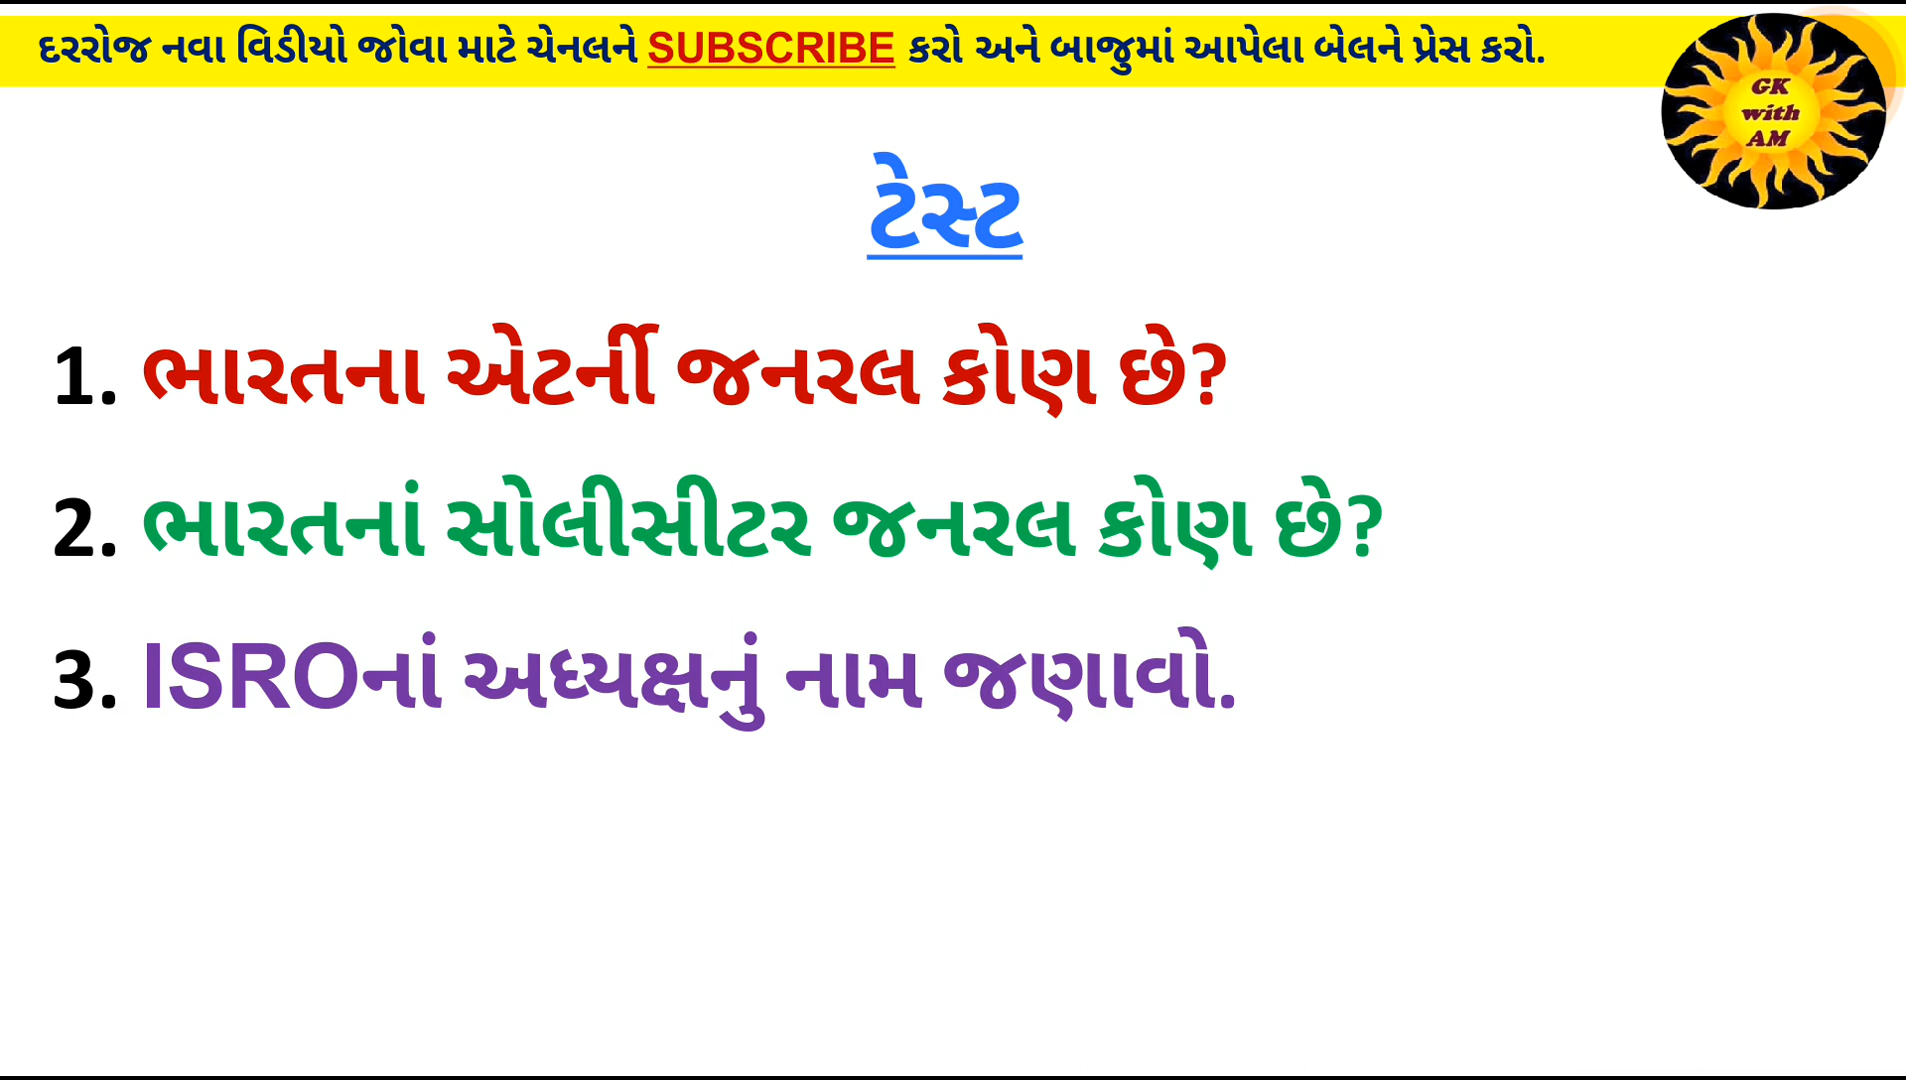 દરરોજ નવા વિડીયો જોવા માટે ચેનલને SUBSCRIBE કરો અને બાજુમાં આપેલા બેલને પ્રેસ કરો.
GK
with
AM
ટેસ્ટ
1. ભારતના એટર્ની જનરલ કોણ છે?
2. ભારતનાં સોલીસીટર જનરલ કોણ છે?
3. ISROનાં અધ્યક્ષનું નામ જણાવો.